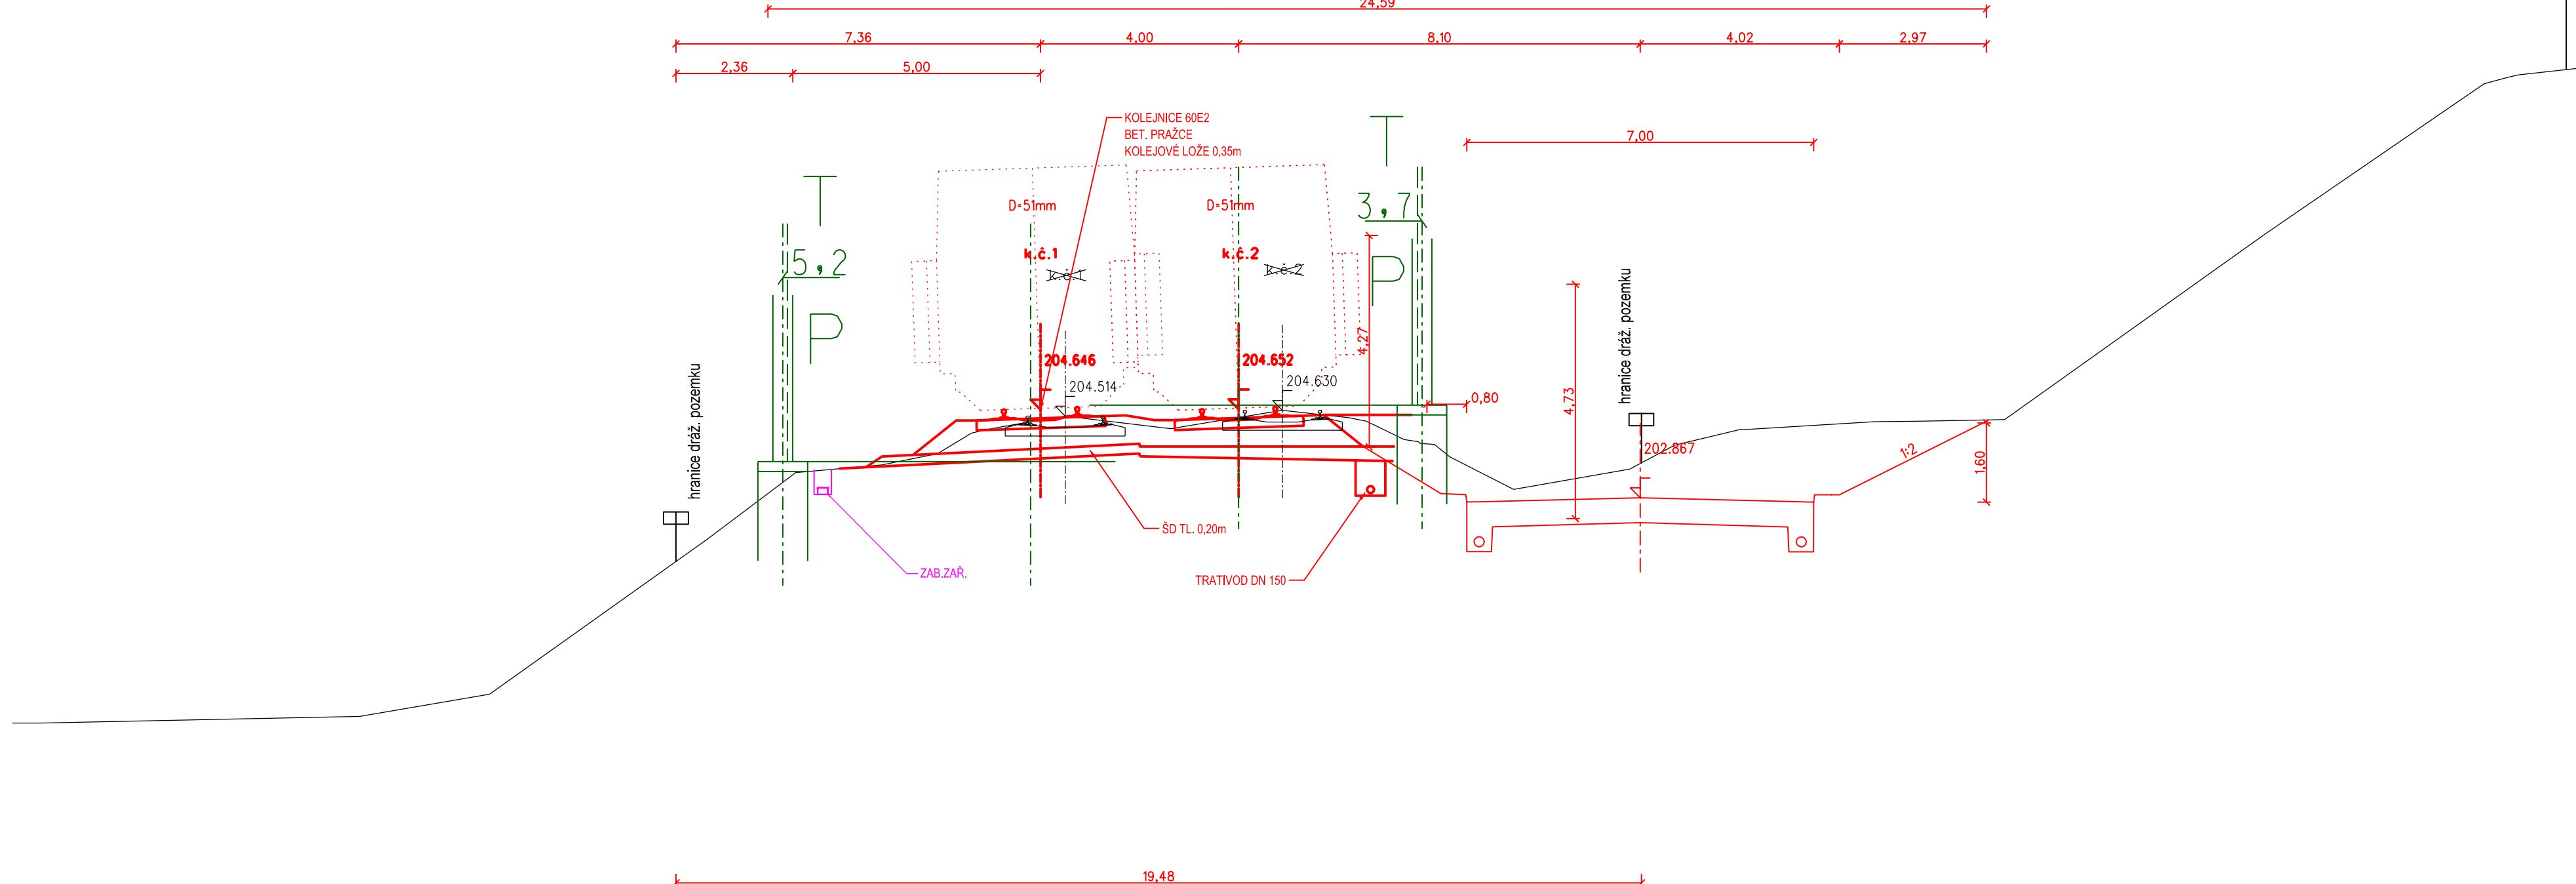 24,59
7,36
4,00
8,10
4,02
2,97
2,36
5,00
KOLEJNICE 60E2
BET. PRAŽCE
KOLEJOVÉ LOŽE 0,35m
7,00
T
T
D=51mm
D=51mm
3,7
k.č.1
k.č.2
5,2
k.č.1
k.č.2
P
P
hranice dráž. pozemku
4,27
204.646
204.652
204.514
204.630
0,80
4,73
hranice dráž. pozemku
202.867
1:2
1,60
ŠD TL. 0,20m
ZAB.ZAŘ.
TRATIVOD DN 150
19,48